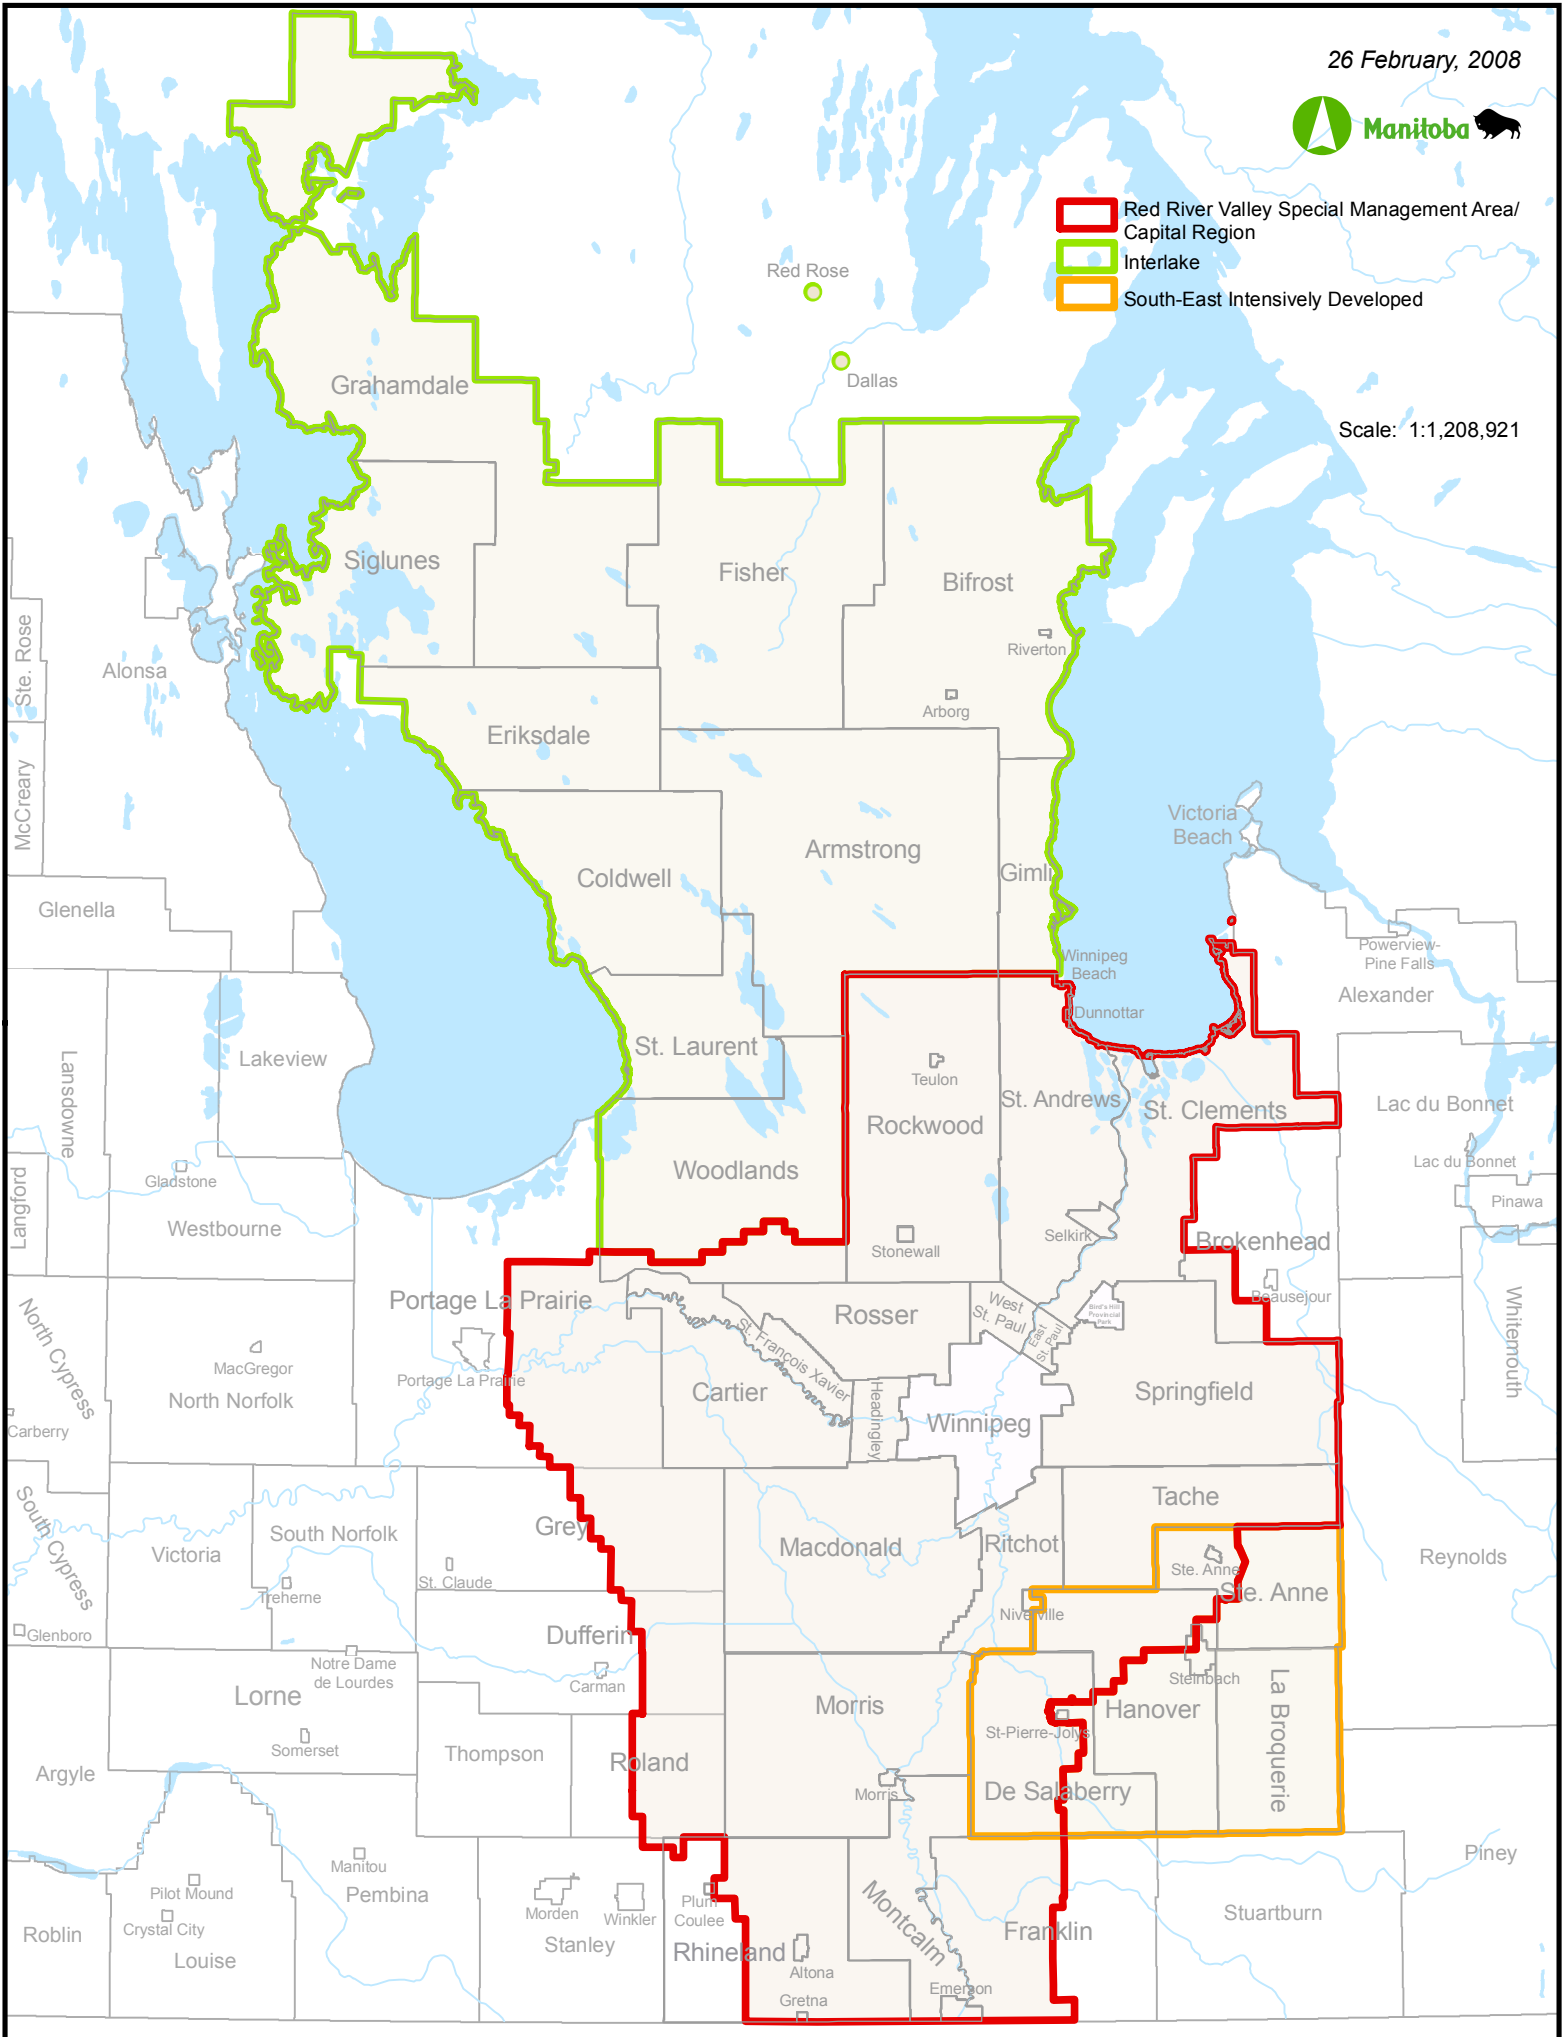 26 February, 2008
Manitoba
Red River Valley Special Management Area/
Capital Region
Interlake
South-East Intensively Developed
Scale: 1:1,208,921
Red Rose
Dallas
Grahamdale
Siglunes
Fisher
Bifrost
Riverton
Arborg
Ste. Rose
Alonsa
Eriksdale
McCreary
Victoria
Beach
Armstrong
Gimli
Coldwell
Glenella
Winnipeg
Beach
Powerview-
Pine Falls
Alexander
Dunnottar
Lansdowne
Lakeview
St. Laurent
Teulon
St. Andrews
St. Clements
Lac du Bonnet
Rockwood
Woodlands
Lac du Bonnet
Langford
Gladstone
Westbourne
Pinawa
Selkirk
Stonewall
Brokenhead
Beausejour
Portage La Prairie
Rosser
West
St. Paul
East
St. Paul
Bird's Hill
Provincial
Park
Whitemouth
North Cypress
MacGregor
North Norfolk
Portage La Prairie
St. François Xavier
Cartier
Headingley
Winnipeg
Springfield
Carberry
South Cypress
Tache
Grey
South Norfolk
Victoria
Macdonald
Ritchot
Reynolds
St. Claude
Treherne
Ste. Anne
Ste. Anne
Niverville
Glenboro
Dufferin
Notre Dame
de Lourdes
Carman
Steinbach
Lorne
Morris
Hanover
La Broquerie
Somerset
St-Pierre-Jolys
Thompson
Roland
Argyle
Morris
De Salaberry
Manitou
Piney
Pilot Mound
Pembina
Crystal City
Morden
Winkler
Plum
Coulee
Montcalm
Stuartburn
Roblin
Louise
Stanley
Rhineland
Franklin
Altona
Emerson
Gretna